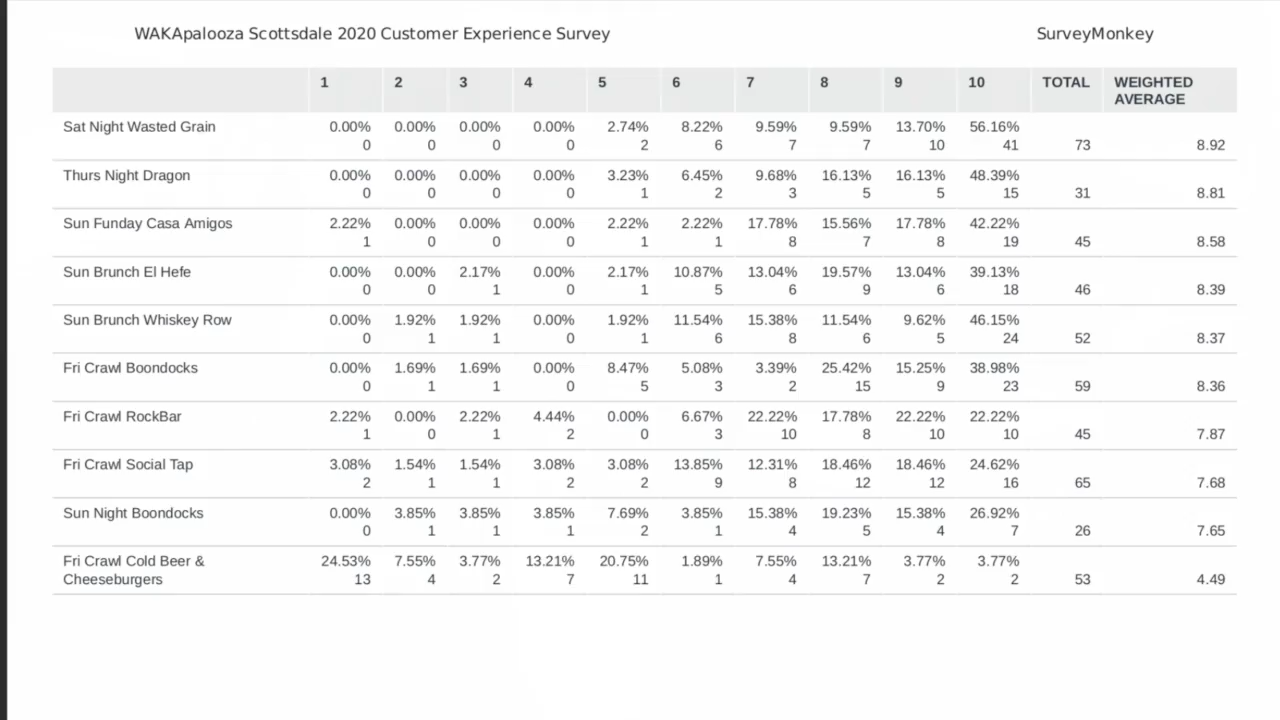 WAKApalooza Scottsdale 2020 Customer Experience Survey SurveyMonkey
1 2 3 4 5 6 7 8 9 10 TOTAL WEIGHTED
AVERAGE
Sat Night Wasted Grain 0.00% 0.00% 0.00% 0.00% 2.74% 8.22% 9.59% 9.59% 13.70% 56.16%
0 0 0 0 2 6 7 7 10 41 73 8.92
Thurs Night Dragon 0.00% 0.00% 0.00% 0.00% 3.23% 6.45% 9.68% 16.13% 16.13% 48.39%
0 0 0 0 1 2 3 5 5 15 31 8.81
Sun Funday Casa Amigos 2.22% 0.00% 0.00% 0.00% 2.22% 2.22% 17.78% 15.56% 17.78% 42.22%
1 0 0 0 1 1 8 7 8 19 45 8.58
Sun Brunch El Hefe 0.00% 0.00% 2.17% 0.00% 2.17% 10.87% 13.04% 19.57% 13.04% 39.13%
0 0 1 0 1 5 6 9 6 18 46 8.39
Sun Brunch Whiskey Row 0.00% 1.92% 1.92% 0.00% 1.92% 11.54% 15.38% 11.54% 9.62% 46.15%
0 1 1 0 1 6 8 6 5 24 52 8.37
Fri Crawl Boondocks 0.00% 1.69% 1.69% 0.00% 8.47% 5.08% 3.39% 25.42% 15.25% 38.98%
0 1 1 0 5 3 2 15 9 23 59 8.36
Fri Crawl RockBar 2.22% 0.00% 2.22% 4.44% 0.00% 6.67% 22.22% 17.78% 22.22% 22.22%
1 0 1 2 0 3 10 8 10 10 45 7.87
Fri Crawl Social Tap 3.08% 1.54% 1.54% 3.08% 3.08% 13.85% 12.31% 18.46% 18.46% 24.62%
2 1 1 2 2 9 8 12 12 16 65 7.68
Sun Night Boondocks 0.00% 3.85% 3.85% 3.85% 7.69% 3.85% 15.38% 19.23% 15.38% 26.92%
0 1 1 1 2 1 4 5 4 7 26 7.65
Fri Crawl Cold Beer & 24.53% 7.55% 3.77% 13.21% 20.75% 1.89% 7.55% 13.21% 3.77% 3.77%
Cheeseburgers 13 4 2 7 11 1 4 7 2 2 53 4.49